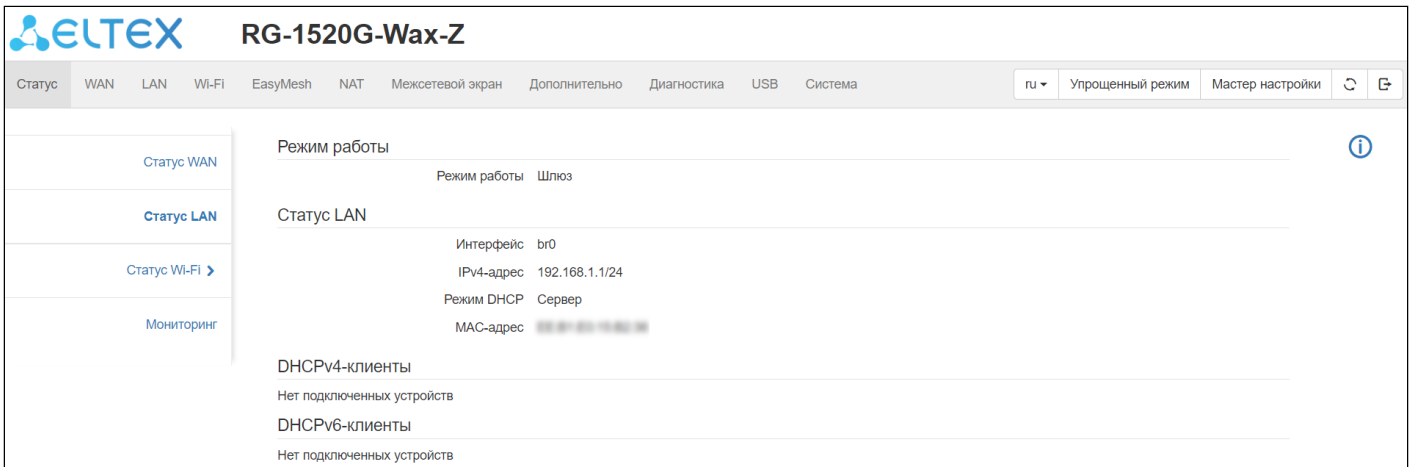 ELTEX RG-1520G-Wax-Z
Статус WAN LAN Wi-Fi EasyMesh NAT Межсетевой экран Дополнительно Диагностика USB Система ru Упрощенный режим Мастер настройки
Статус WAN
Статус LAN
Статус Wi-Fi
Мониторинг
Режим работы
Режим работы Шлюз
Статус LAN
Интерфейс br0
IPv4-адрес 192.168.1.1/24
Режим DHCP Сервер
MAC-адрес
DHCPv4-клиенты
Нет подключенных устройств
DHCPv6-клиенты
Нет подключенных устройств